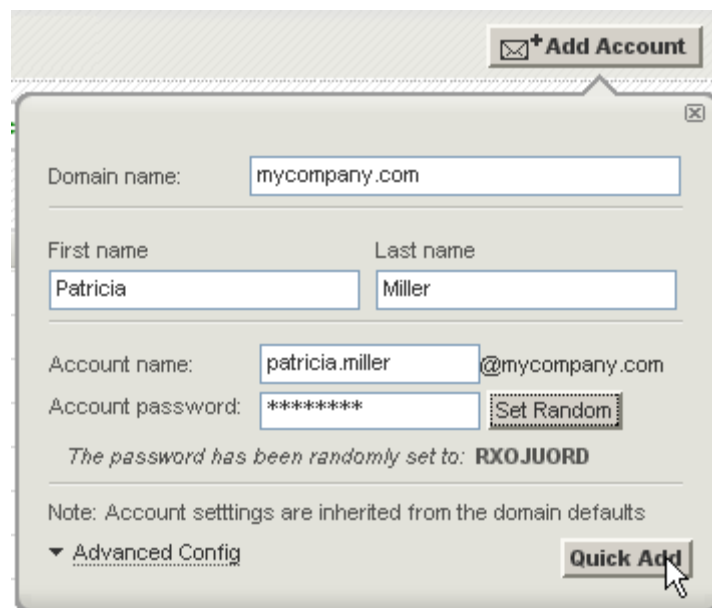 Add Account
Domain name: mycompany.com
First name Last name
Patricia Miller
Account name: patricia.miller @mycompany.com
Account password: ******** Set Random
The password has been randomly set to: RXOJUORD
Note: Account setttings are inherited from the domain defaults
Advanced Config Quick Add